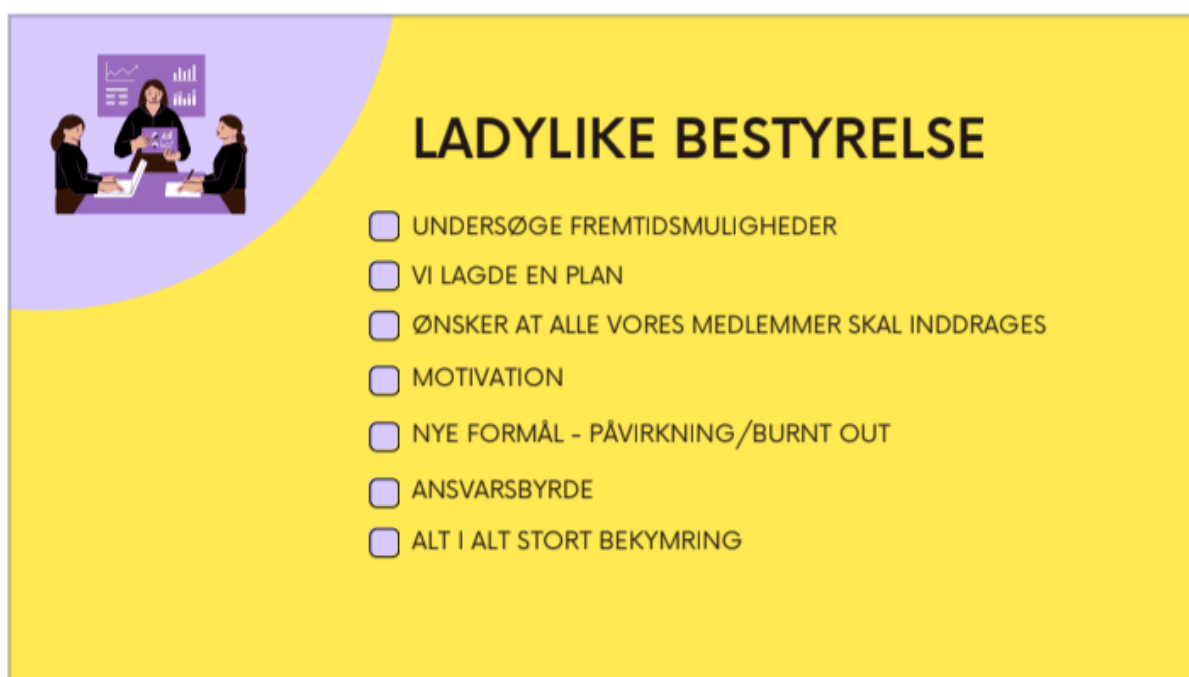 LADYLIKE BESTYRELSE
UNDERSØGE FREMTIDSMULIGHEDER
VI LAGDE EN PLAN
ØNSKER AT ALLE VORES MEDLEMMER SKAL INDDRAGES
MOTIVATION
NYE FORMÅL - PÅVIRKNING/BURNT OUT
ANSVARSBYRDE
ALT I ALT STORT BEKYMRING